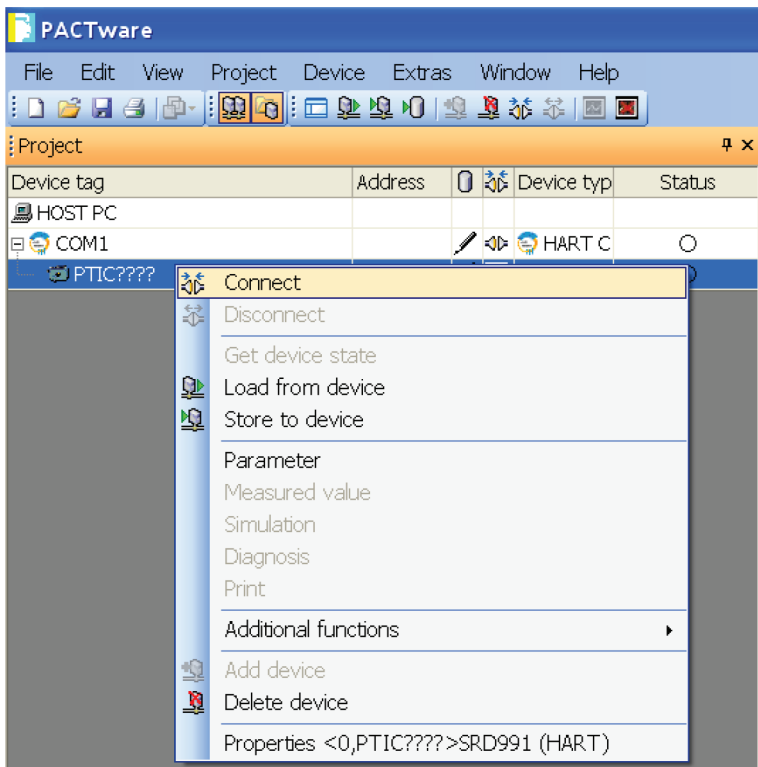 PACTware
File Edit View Project Device Extras Window Help
Project
Device tag Address Device typ Status
HOST PC
COM1 HART C
PTIC????
Connect
Disconnect
Get device state
Load from device
Store to device
Parameter
Measured value
Simulation
Diagnosis
Print
Additional functions
Add device
Delete device
Properties <0,PTIC????>SRD991 (HART)